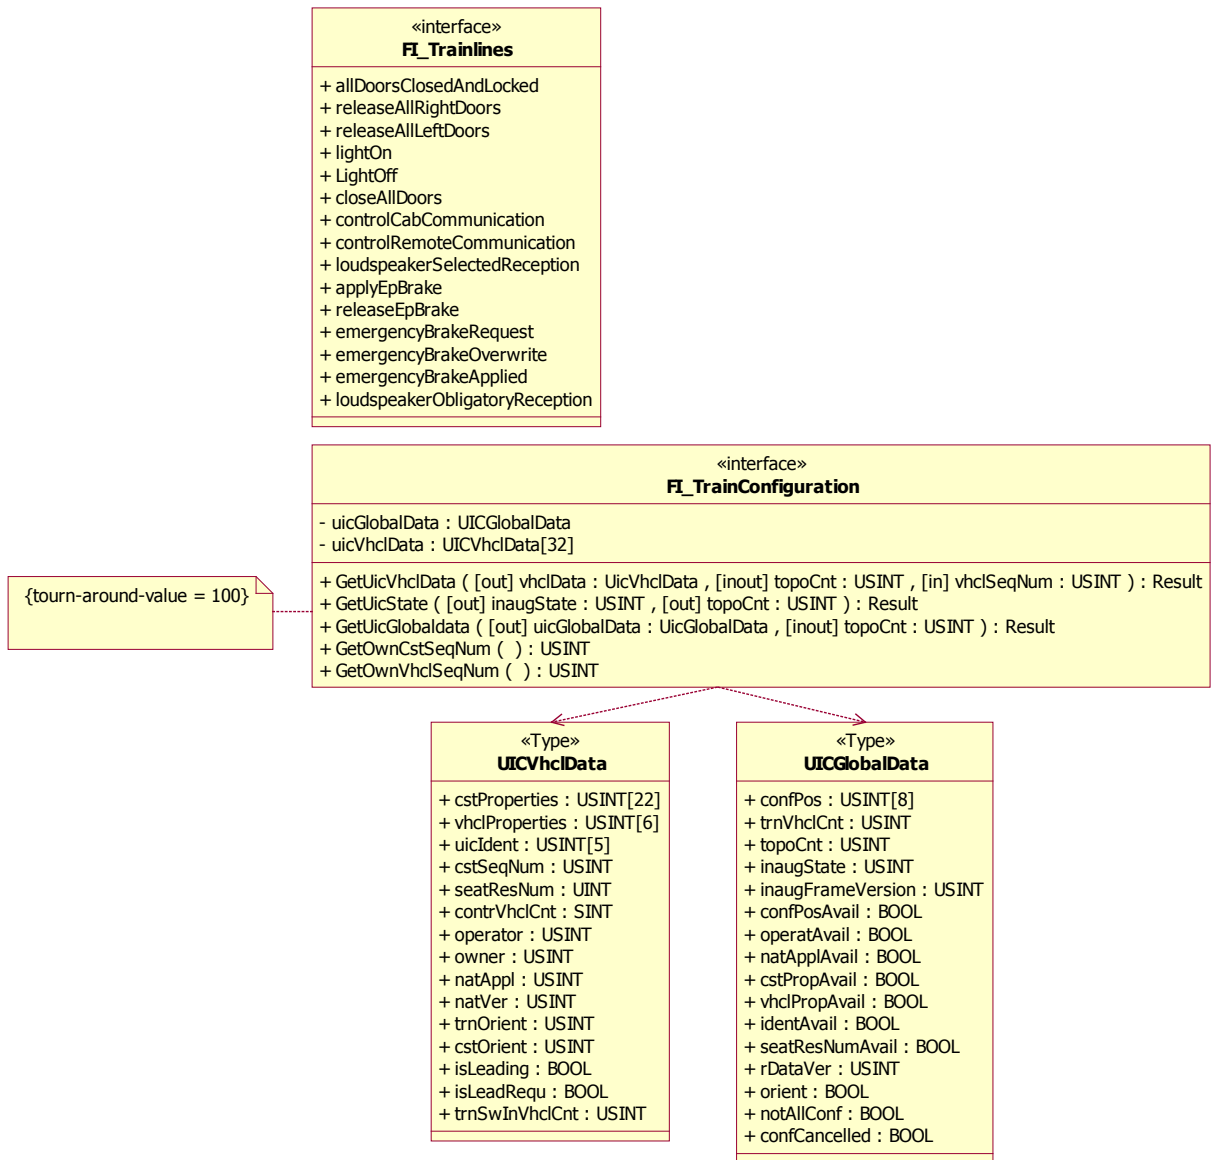 «interface»
FI_Trainlines
+ allDoorsClosedAndLocked
+ releaseAllRightDoors
+ releaseAllLeftDoors
+ lightOn
+ LightOff
+ closeAllDoors
+ controlCabCommunication
+ controlRemoteCommunication
+ loudspeakerSelectedReception
+ applyEpBrake
+ releaseEpBrake
+ emergencyBrakeRequest
+ emergencyBrakeOverwrite
+ emergencyBrakeApplied
+ loudspeakerObligatoryReception
«interface»
FI_TrainConfiguration
- uicGlobalData : UICGlobalData
- uicVhclData : UICVhclData[32]
+ GetUicVhclData ( [out] vhclData : UicVhclData , [inout] topoCnt : USINT , [in] vhclSeqNum : USINT ) : Result
+ GetUicState ( [out] inaugState : USINT , [out] topoCnt : USINT ) : Result
+ GetUicGlobaldata ( [out] uicGlobalData : UicGlobalData , [inout] topoCnt : USINT ) : Result
+ GetOwnCstSeqNum (  ) : USINT
+ GetOwnVhclSeqNum (  ) : USINT
{tourn-around-value = 100}
«Type»
UICVhclData
+ cstProperties : USINT[22]
+ vhclProperties : USINT[6]
+ uicIdent : USINT[5]
+ cstSeqNum : USINT
+ seatResNum : UINT
+ contrVhclCnt : SINT
+ operator : USINT
+ owner : USINT
+ natAppl : USINT
+ natVer : USINT
+ trnOrient : USINT
+ cstOrient : USINT
+ isLeading : BOOL
+ isLeadRequ : BOOL
+ trnSwInVhclCnt : USINT
«Type»
UICGlobalData
+ confPos : USINT[8]
+ trnVhclCnt : USINT
+ topoCnt : USINT
+ inaugState : USINT
+ inaugFrameVersion : USINT
+ confPosAvail : BOOL
+ operatAvail : BOOL
+ natApplAvail : BOOL
+ cstPropAvail : BOOL
+ vhclPropAvail : BOOL
+ identAvail : BOOL
+ seatResNumAvail : BOOL
+ rDataVer : USINT
+ orient : BOOL
+ notAllConf : BOOL
+ confCancelled : BOOL